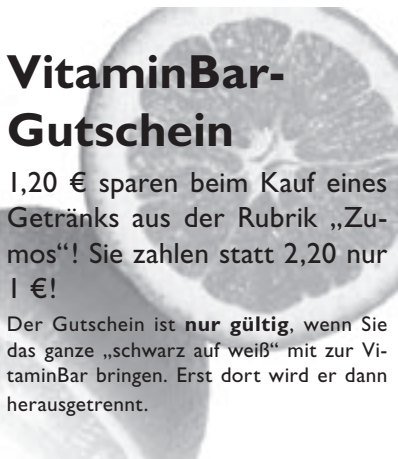 VitaminBar-
Gutschein
1,20 € sparen beim Kauf eines
Getränks aus der Rubrik „Zu-
mos“! Sie zahlen statt 2,20 nur
1 €!
Der Gutschein ist nur gültig, wenn Sie
das ganze „schwarz auf weiß“ mit zur Vi-
taminBar bringen. Erst dort wird er dann
herausgetrennt.